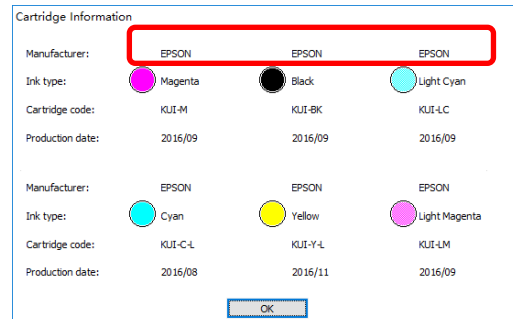 Cartridge Information
Manufacturer: EPSON EPSON EPSON
Ink type: Magenta Black Light Cyan
Cartridge code: KUI-M KUI-BK KUI-LC
Production date: 2016/09 2016/09 2016/09
Manufacturer: EPSON EPSON EPSON
Ink type: Cyan Yellow Light Magenta
Cartridge code: KUI-C-L KUI-Y-L KUI-LM
Production date: 2016/08 2016/11 2016/09
OK